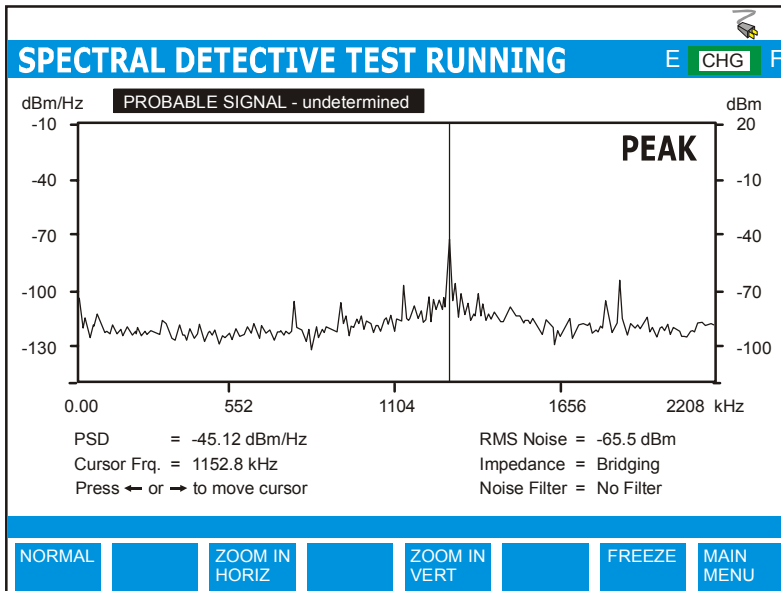 SPECTRAL DETECTIVE TEST RUNNING E CHG F
dBm/Hz PROBABLE SIGNAL - undetermined dBm
-10 20
PEAK
-40 -10
-70 -40
-100 -70
-130 -100
0.00 552 1104 1656 2208 kHz
PSD = -45.12 dBm/Hz RMS Noise = -65.5 dBm
Cursor Frq. = 1152.8 kHz Impedance = Bridging
Press ← or → to move cursor Noise Filter = No Filter
NORMAL ZOOM IN ZOOM IN FREEZE MAIN
HORIZ VERT MENU